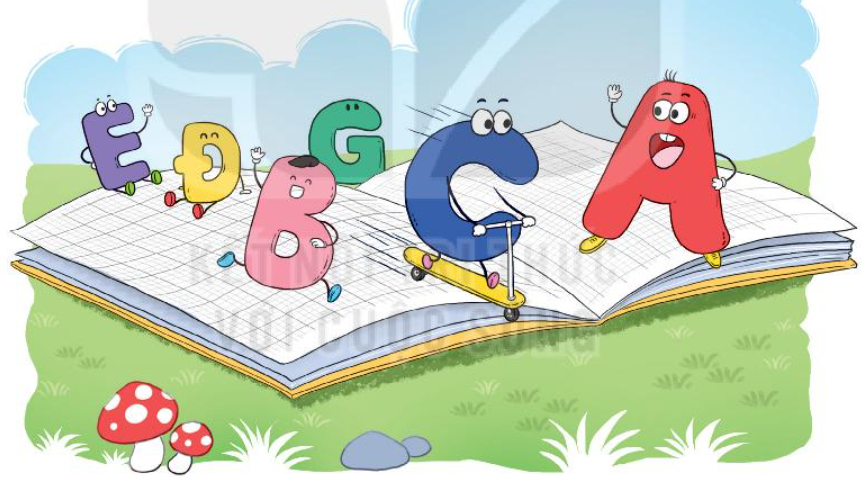 E Đ B G C A
KẾT NỐI TRI THỨC
VỚI CUỘC SỐNG